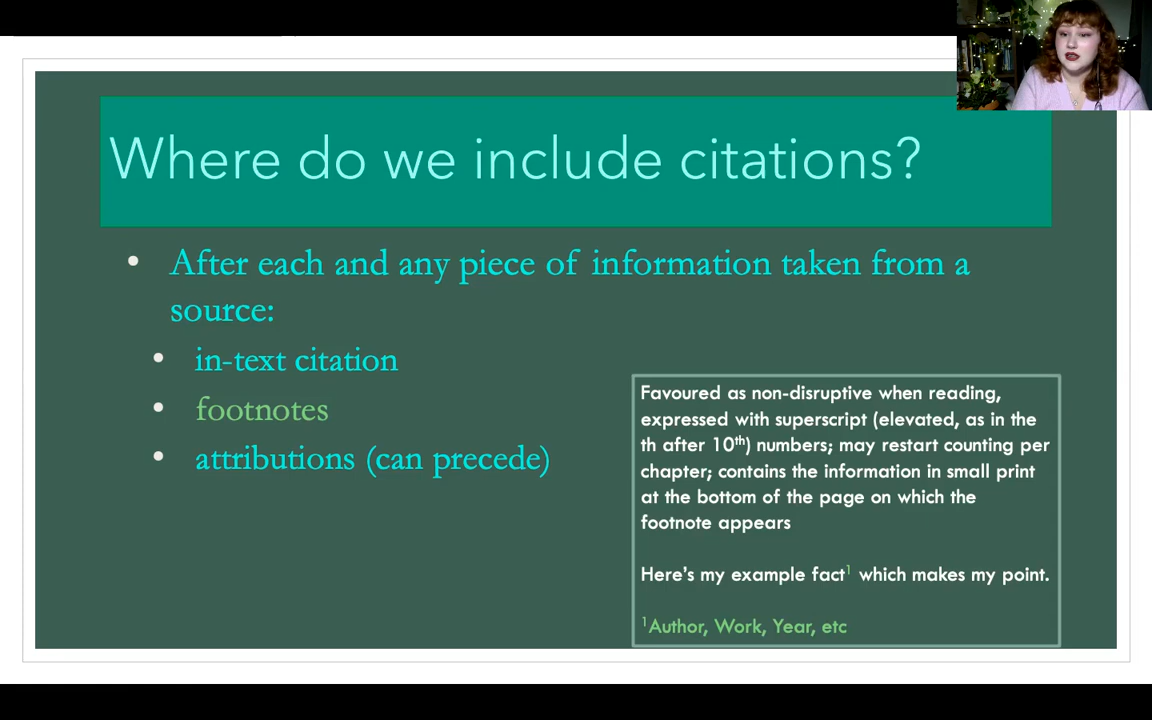 Where do we include citations?
• After each and any piece of information taken from a
source:
• in-text citation
• footnotes
• attributions (can precede)
Favoured as non-disruptive when reading,
expressed with superscript (elevated, as in the
th after 10th) numbers; may restart counting per
chapter; contains the information in small print
at the bottom of the page on which the
footnote appears
Here's my example fact1 which makes my point.
1Author, Work, Year, etc